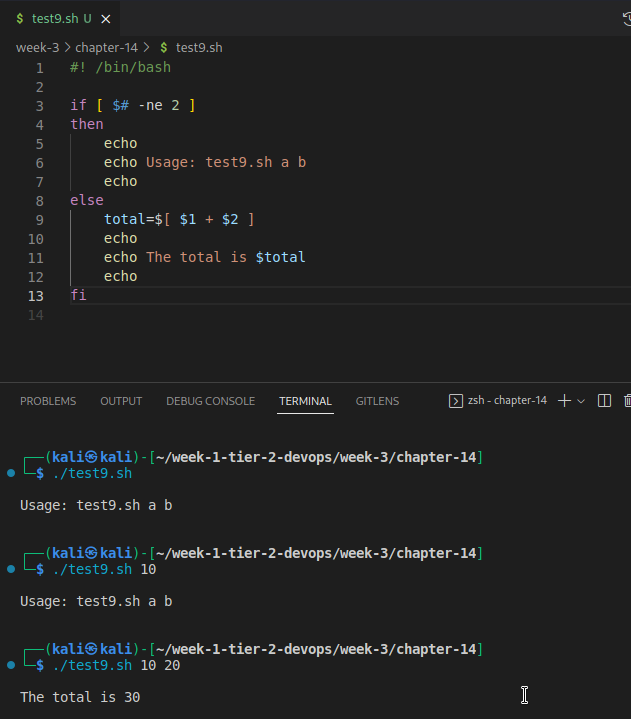 $ test9.sh U ×
week-3 > chapter-14 > $ test9.sh
1 #! /bin/bash
2
3 if [ $# -ne 2 ]
4 then
5     echo
6     echo Usage: test9.sh a b
7     echo
8 else
9     total=$[ $1 + $2 ]
10     echo
11     echo The total is $total
12     echo
13 fi
14
PROBLEMS OUTPUT DEBUG CONSOLE TERMINAL GITLENS zsh - chapter-14
┌──(kali㉿kali)-[~/week-1-tier-2-devops/week-3/chapter-14]
└─$ ./test9.sh
Usage: test9.sh a b
┌──(kali㉿kali)-[~/week-1-tier-2-devops/week-3/chapter-14]
└─$ ./test9.sh 10
Usage: test9.sh a b
┌──(kali㉿kali)-[~/week-1-tier-2-devops/week-3/chapter-14]
└─$ ./test9.sh 10 20
The total is 30